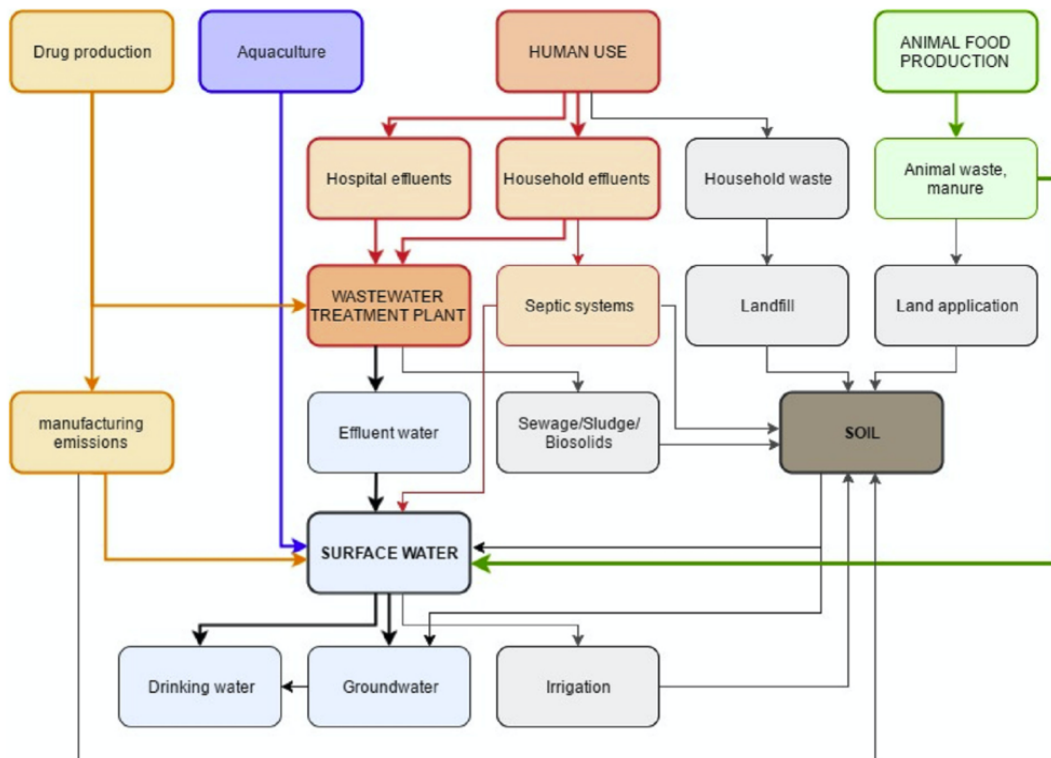 Drug production
Aquaculture
HUMAN USE
ANIMAL FOOD
PRODUCTION
Hospital effluents
Household effluents
Household waste
Animal waste,
manure
WASTEWATER
TREATMENT PLANT
Septic systems
Landfill
Land application
manufacturing
emissions
Effluent water
Sewage/Sludge/
Biosolids
SOIL
SURFACE WATER
Drinking water
Groundwater
Irrigation